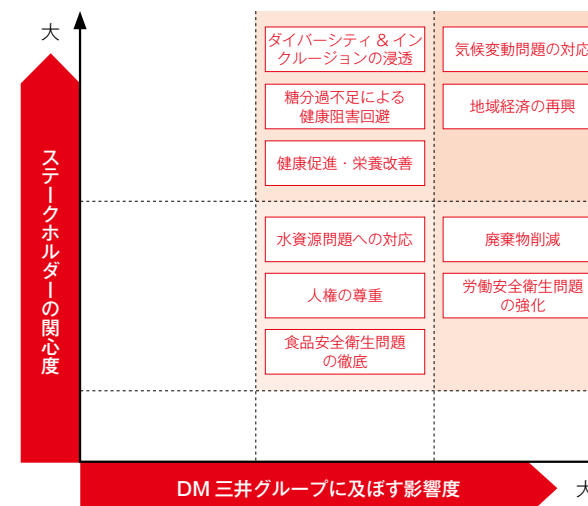 大
ステークホルダーの関心度
ダイバーシティ & イン
クルージョンの浸透
気候変動問題の対応
糖分過不足による
健康阻害回避
地域経済の再興
健康促進・栄養改善
水資源問題への対応
廃棄物削減
人権の尊重
労働安全衛生問題
の強化
食品安全衛生問題
の徹底
DM 三井グループに及ぼす影響度
大